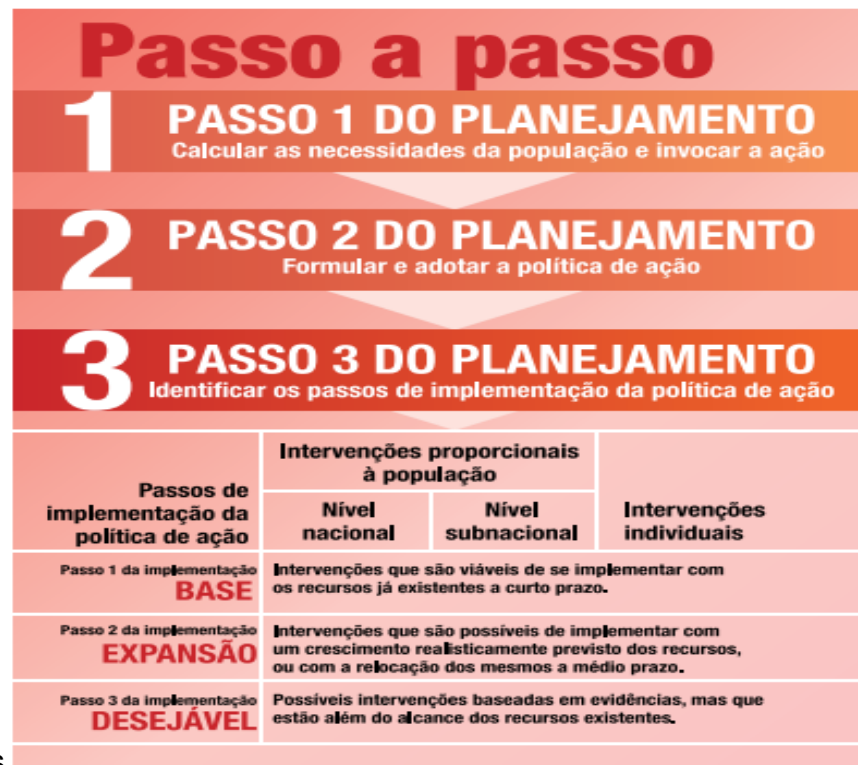 Passo a passo
1
PASSO 1 DO PLANEJAMENTO
Calcular as necessidades da população e invocar a ação
2
PASSO 2 DO PLANEJAMENTO
Formular e adotar a política de ação
3
PASSO 3 DO PLANEJAMENTO
Identificar os passos de implementação da política de ação
Passos de
implementação da
política de ação
Intervenções proporcionais
à população
Nível
nacional
Nível
subnacional
Intervenções
individuais
Passo 1 da implementação
BASE
Intervenções que são viáveis de se implementar com
os recursos já existentes a curto prazo.
Passo 2 da implementação
EXPANSÃO
Intervenções que são possíveis de implementar com
um crescimento realisticamente previsto dos recursos,
ou com a relocação dos mesmos a médio prazo.
Passo 3 da implementação
DESEJÁVEL
Possíveis intervenções baseadas em evidências, mas que
estão além do alcance dos recursos existentes.